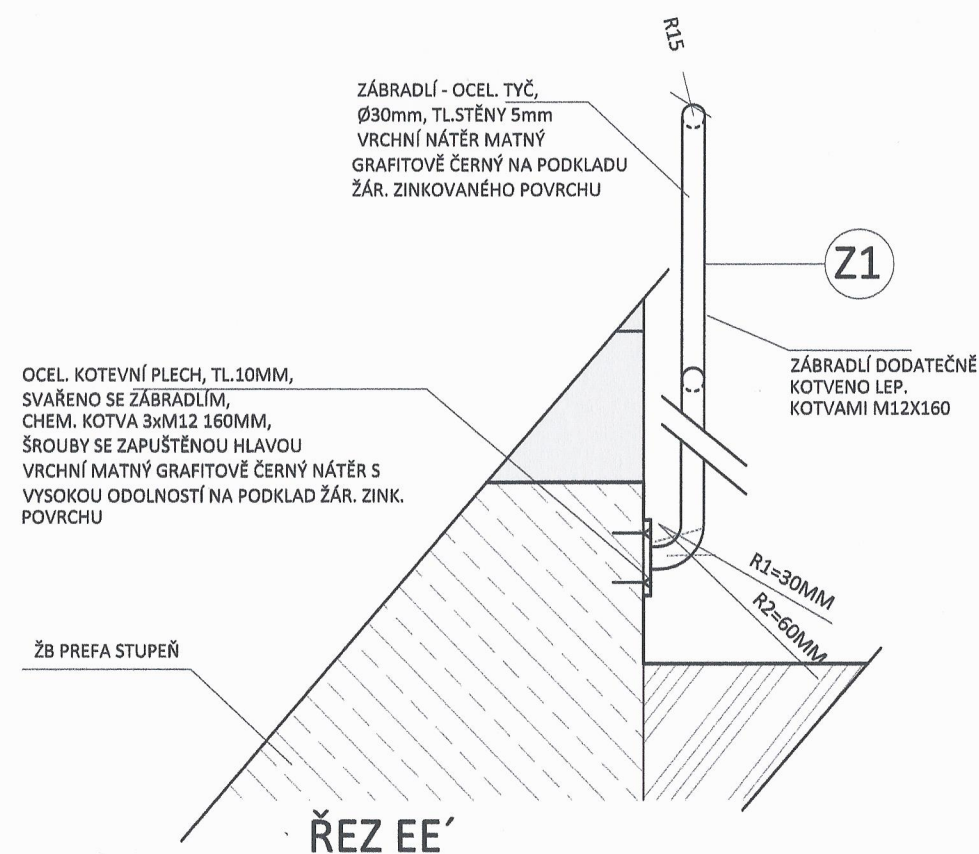 R15
ZÁBRADLÍ - OCEL. TYČ,
Ø30mm, TL.STĚNY 5mm
VRCHNÍ NÁTĚR MATNÝ
GRAFITOVĚ ČERNÝ NA PODKLADU
ŽÁR. ZINKOVANÉHO POVRCHU
Z1
ZÁBRADLÍ DODATEČNĚ
KOTVENO LEP.
KOTVAMI M12X160
OCEL. KOTEVNÍ PLECH, TL.10MM,
SVAŘENO SE ZÁBRADLÍM,
CHEM. KOTVA 3xM12 160MM,
ŠROUBY SE ZAPUŠTĚNOU HLAVOU
VRCHNÍ MATNÝ GRAFITOVĚ ČERNÝ NÁTĚR S
VYSOKOU ODOLNOSTÍ NA PODKLAD ŽÁR. ZINK.
POVRCHU
R1=30MM
R2=60MM
ŽB PREFA STUPEŇ
ŘEZ EE´